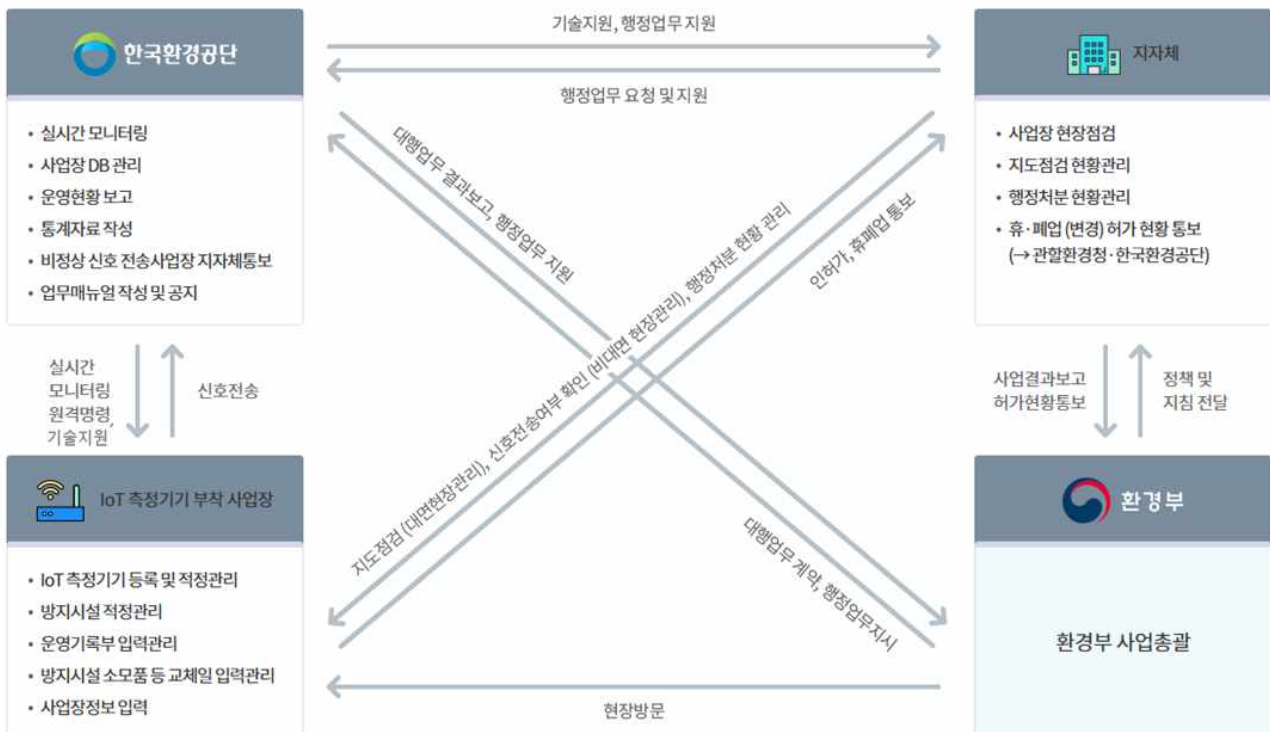 한국환경공단
• 실시간 모니터링
• 사업장 DB 관리
• 운영현황 보고
• 통계자료 작성
• 비정상 신호 전송사업장 지자체통보
• 업무매뉴얼 작성 및 공지
기술지원, 행정업무 지원
행정업무 요청 및 지원
지자체
• 사업장 현장점검
• 지도점검 현황관리
• 행정처분 현황관리
• 휴·폐업 (변경) 허가 현황 통보
(→ 관할환경청·한국환경공단)
대행업무 결과보고, 행정업무 지원
지도점검 (대면현장관리), 신호전송여부 확인 (비대면 현장관리), 행정처분 현황 관리
인허가, 휴폐업 통보
대행업무 계약, 행정업무지시
실시간
모니터링
원격명령,
기술지원
신호전송
사업결과보고
허가현황통보
정책 및
지침 전달
IoT 측정기기 부착 사업장
• IoT 측정기기 등록 및 적정관리
• 방지시설 적정관리
• 운영기록부 입력관리
• 방지시설 소모품 등 교체일 입력관리
• 사업장정보 입력
현장방문
환경부
환경부 사업총괄